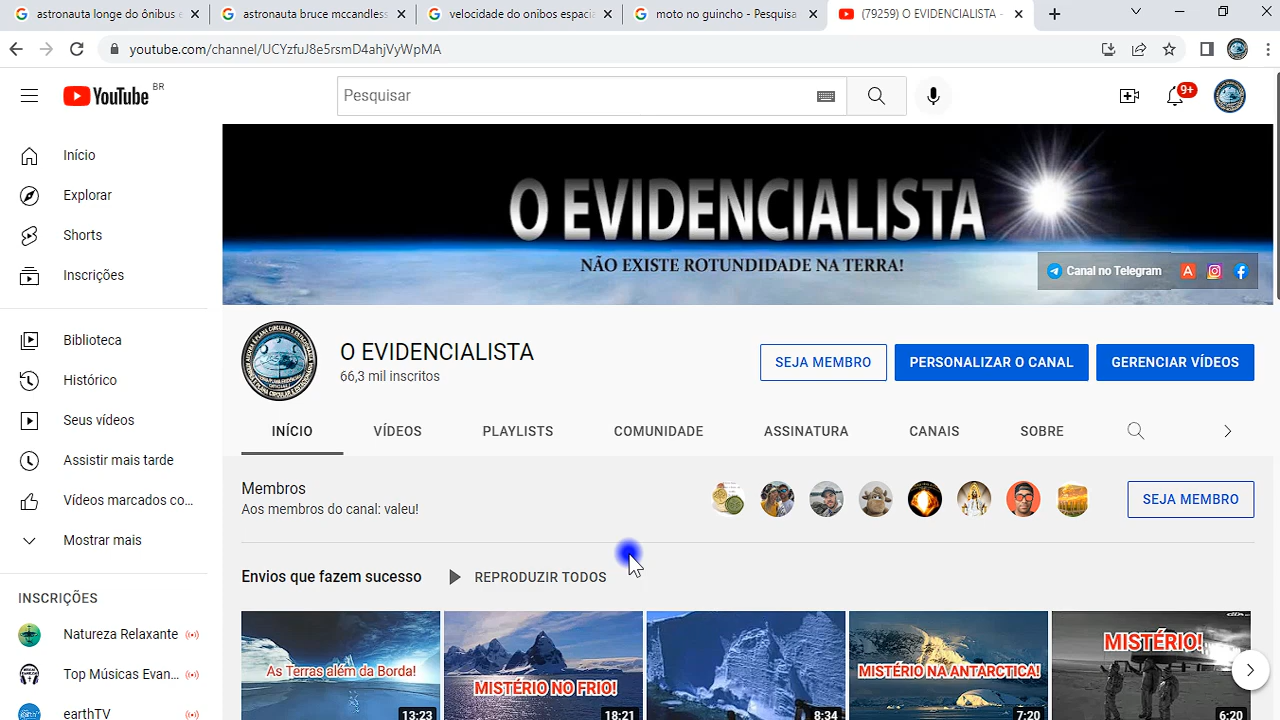 astronauta longe do ônibus e
astronauta bruce mccandless
velocidade do onibos especia
moto no guincho - Pesquisa
(79259) O EVIDENCIALISTA -
youtube.com/channel/UCYzfuJ8e5rsmD4ahjVyWpMA
YouTube BR
Pesquisar
9+
Início
Explorar
Shorts
Inscrições
Biblioteca
Histórico
Seus vídeos
Assistir mais tarde
Vídeos marcados co...
Mostrar mais
INSCRIÇÕES
Natureza Relaxante
Top Músicas Evan...
earthTV
O EVIDENCIALISTA
NÃO EXISTE ROTUNDIDADE NA TERRA!
Canal no Telegram
O EVIDENCIALISTA
66,3 mil inscritos
SEJA MEMBRO
PERSONALIZAR O CANAL
GERENCIAR VÍDEOS
INÍCIO
VÍDEOS
PLAYLISTS
COMUNIDADE
ASSINATURA
CANAIS
SOBRE
Membros
Aos membros do canal: valeu!
SEJA MEMBRO
Envios que fazem sucesso
REPRODUZIR TODOS
As Terras além da Borda!
13:23
MISTÉRIO NO FRIO!
18:21
8:34
MISTÉRIO NA ANTARCTICA!
7:20
MISTÉRIO!
6:20